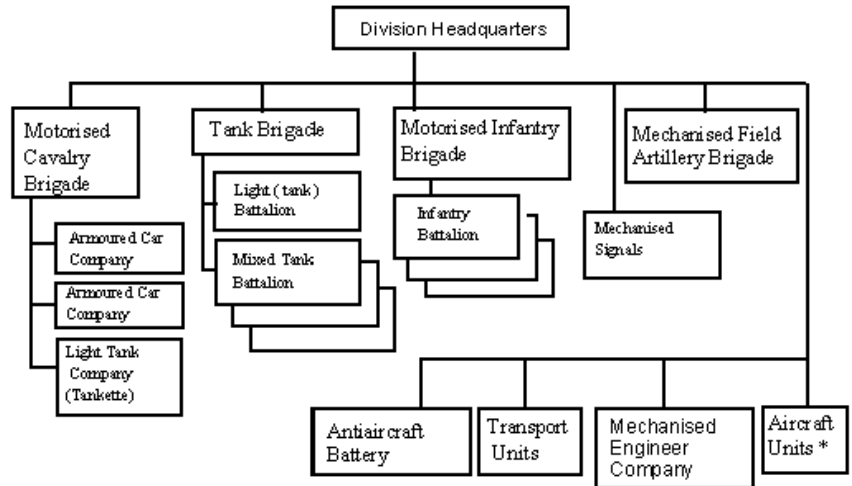 Division Headquarters
Motorised
Cavalry
Brigade
Tank Brigade
Motorised Infantry
Brigade
Mechanised Field
Artillery Brigade
Light ( tank )
Battalion
Infantry
Battalion
Mechanised
Signals
Armoured Car
Company
Mixed Tank
Battalion
Armoured Car
Company
Light Tank
Company
(Tankette)
Antiaircraft
Battery
Transport
Units
Mechanised
Engineer
Company
Aircraft
Units *